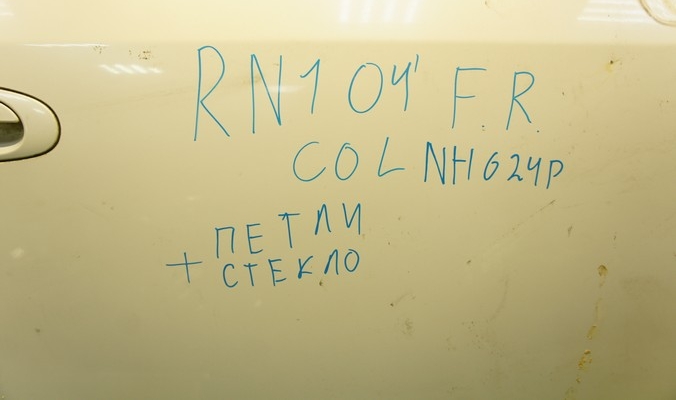 RN1 04' F.R.
COL NH624P
ПЕТЛИ
+ СТЕКЛО